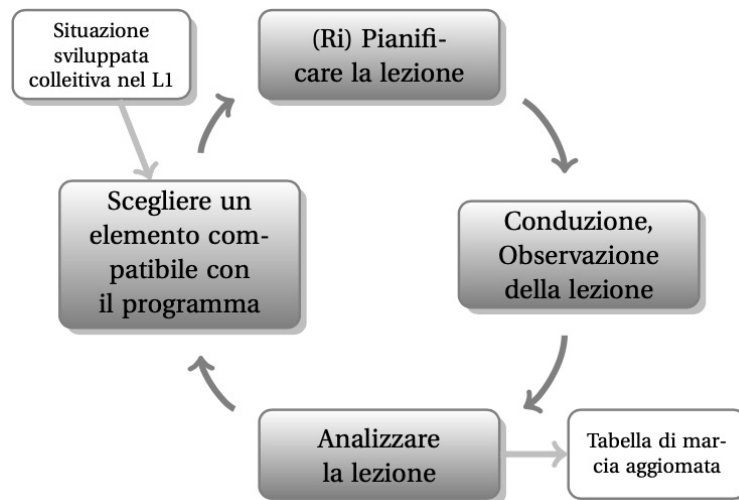 Situazione
sviluppata
colleitiva nel L1
(Ri) Pianifi-
care la lezione
Scegliere un
elemento com-
patibile con
il programma
Conduzione,
Observazione
della lezione
Analizzare
la lezione
Tabella di mar-
cia aggiomata